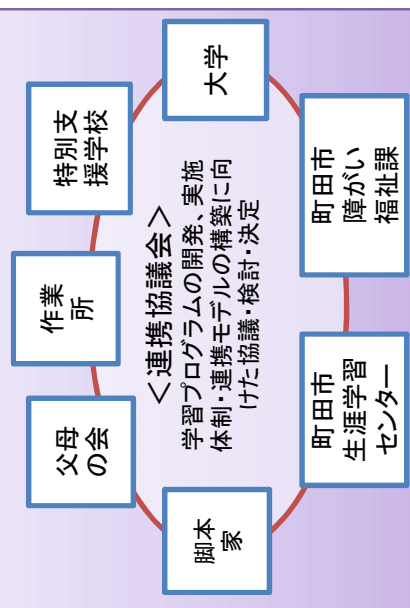 <連携協議会>
学習プログラムの開発、実施
体制・連携モデルの構築に向
けた協議・検討・決定
作業
所
特別支
援学校
大学
町田市
障がい
福祉課
町田市
生涯学習
センター
脚本
家
父母
の会